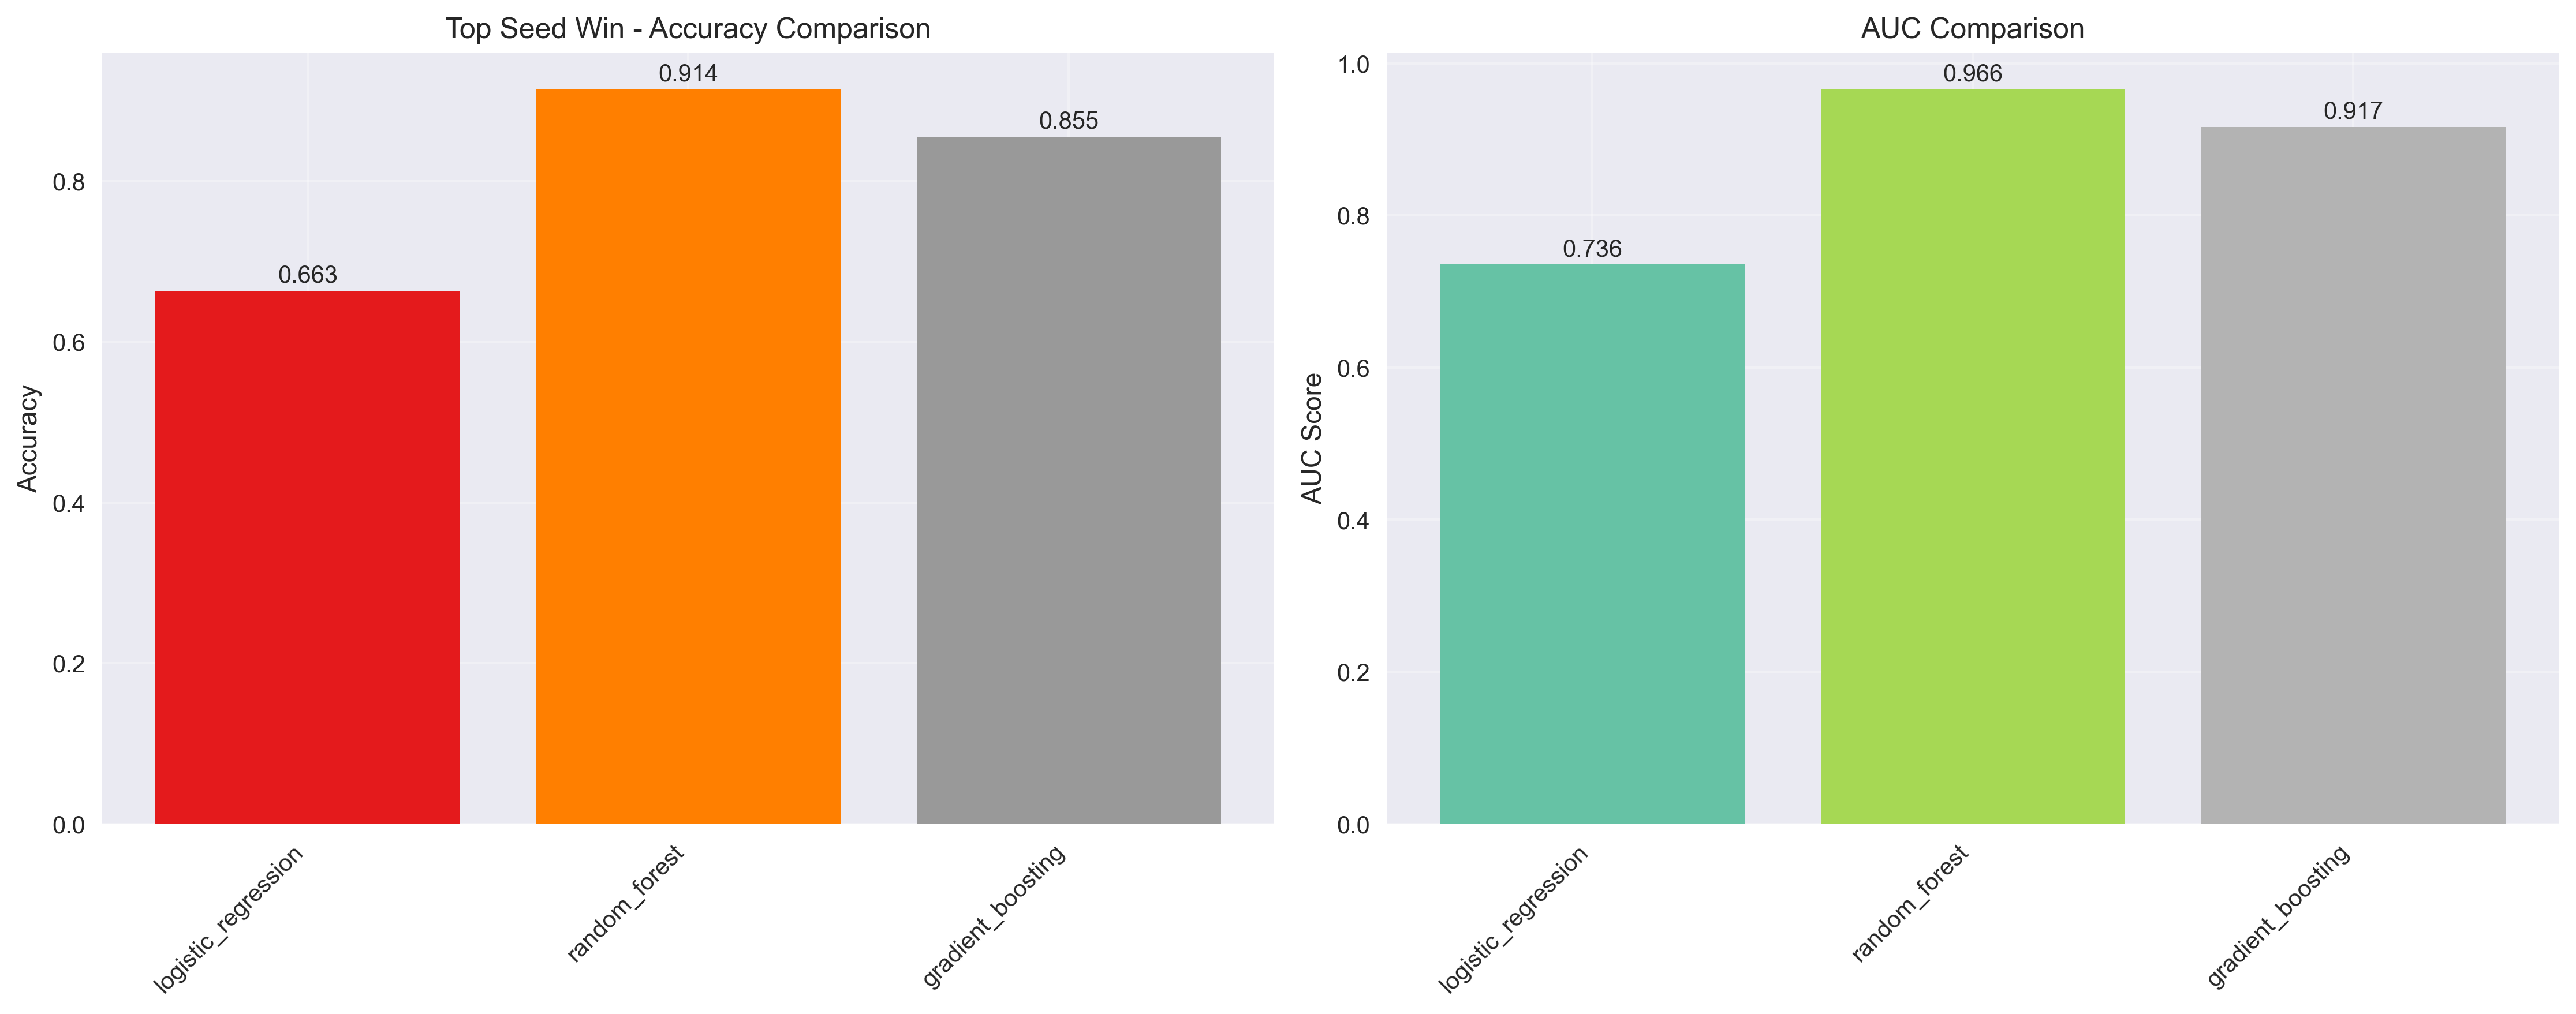 Top Seed Win - Accuracy Comparison
Accuracy
0.8
0.6
0.4
0.2
0.0
0.663
0.914
0.855
logistic_regression
random_forest
gradient_boosting
AUC Comparison
AUC Score
1.0
0.8
0.6
0.4
0.2
0.0
0.736
0.966
0.917
logistic_regression
random_forest
gradient_boosting